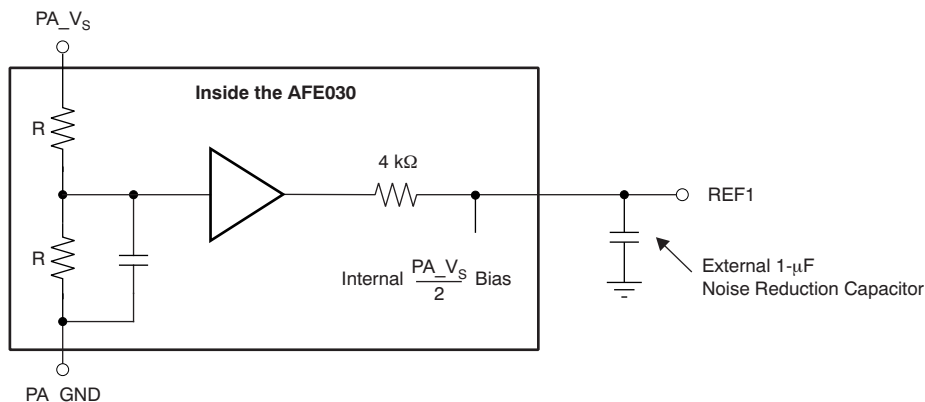 PA_VS
Inside the AFE030
R
4 kΩ
REF1
R
Internal PA_VS/2 Bias
External 1-μF
Noise Reduction Capacitor
PA_GND